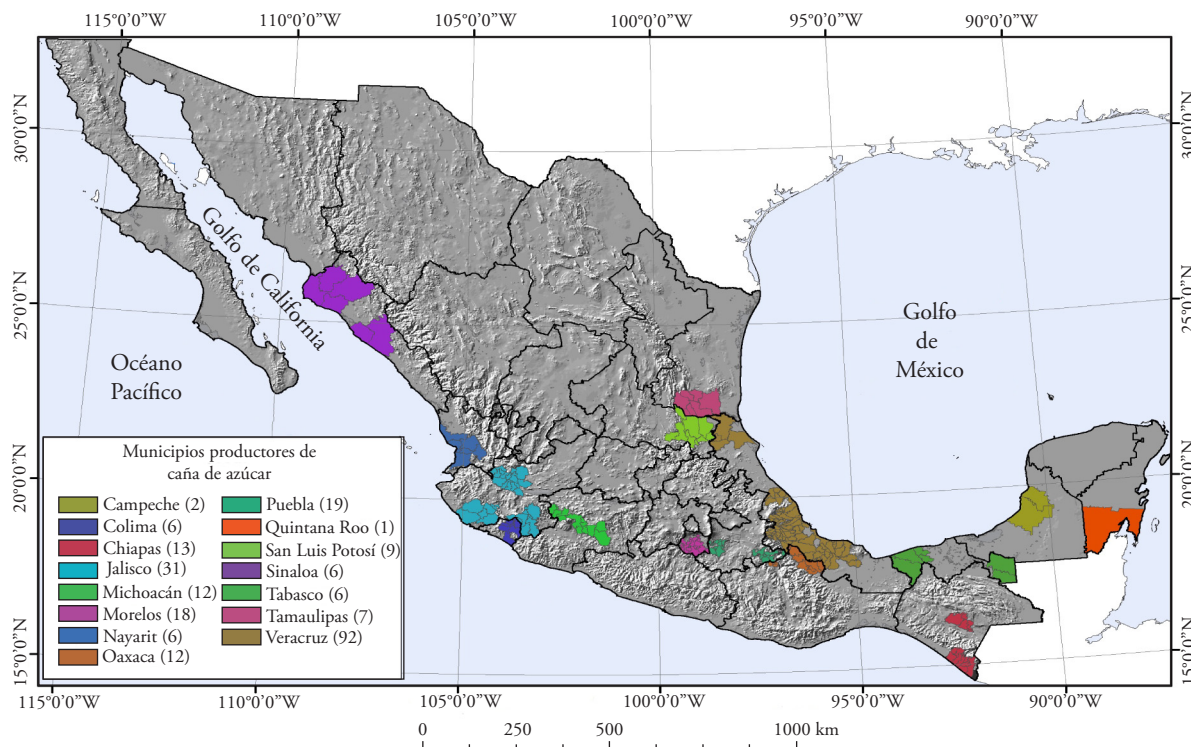 115°0'0"W 110°0'0"W 105°0'0"W 100°0'0"W 95°0'0"W 90°0'0"W
30°0'0"N
25°0'0"N
20°0'0"N
15°0'0"N
30°0'0"N
25°0'0"N
20°0'0"N
15°0'0"N
Golfo de California
Océano
Pacífico
Golfo
de
México
Municipios productores de
caña de azúcar
Campeche (2)
Colima (6)
Chiapas (13)
Jalisco (31)
Michoacán (12)
Morelos (18)
Nayarit (6)
Oaxaca (12)
Puebla (19)
Quintana Roo (1)
San Luis Potosí (9)
Sinaloa (6)
Tabasco (6)
Tamaulipas (7)
Veracruz (92)
115°0'0"W 110°0'0"W 105°0'0"W 100°0'0"W 95°0'0"W 90°0'0"W
0 250 500 1000 km